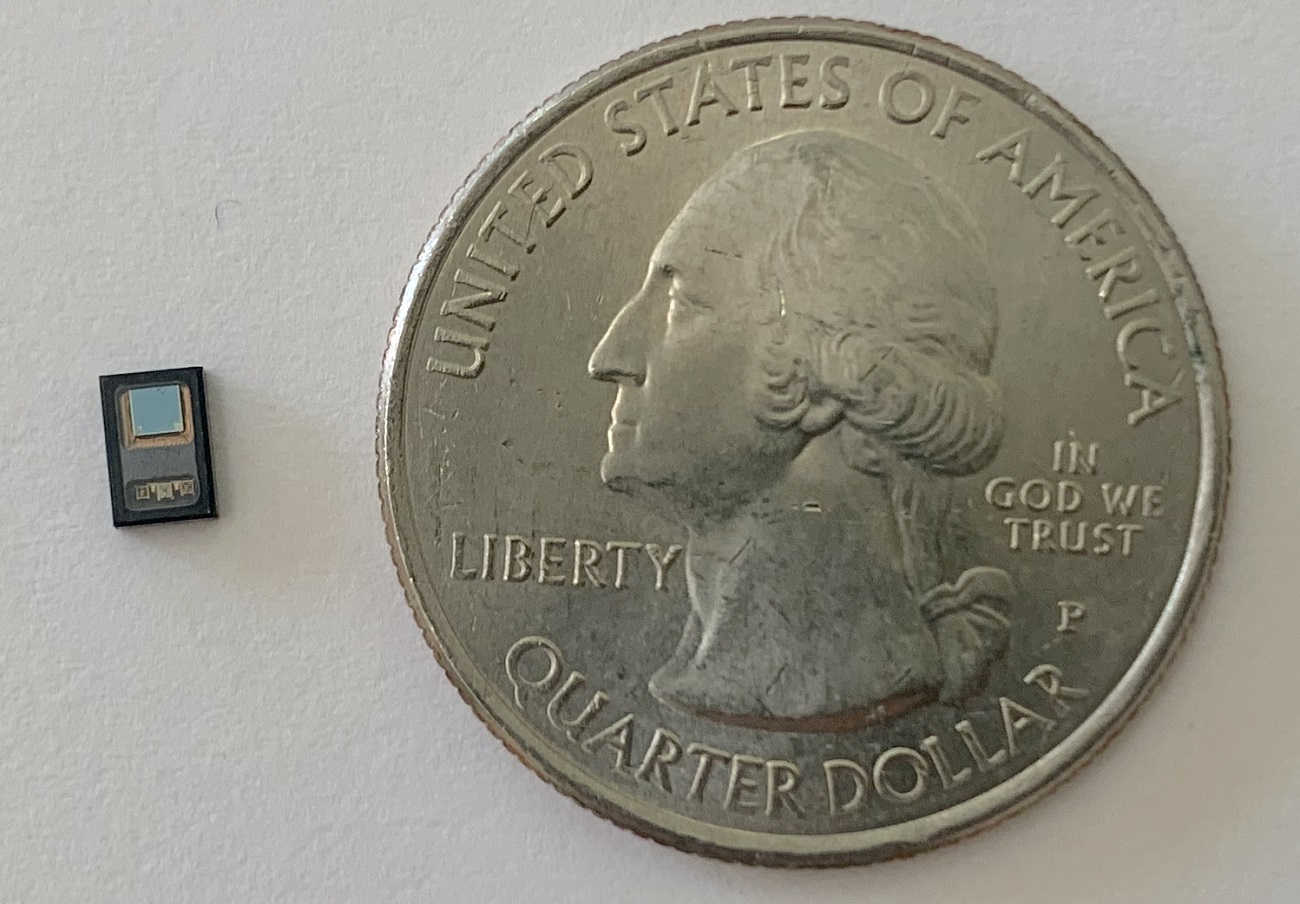 UNITED STATES OF AMERICA
LIBERTY
IN
GOD WE
TRUST
P
QUARTER DOLLAR